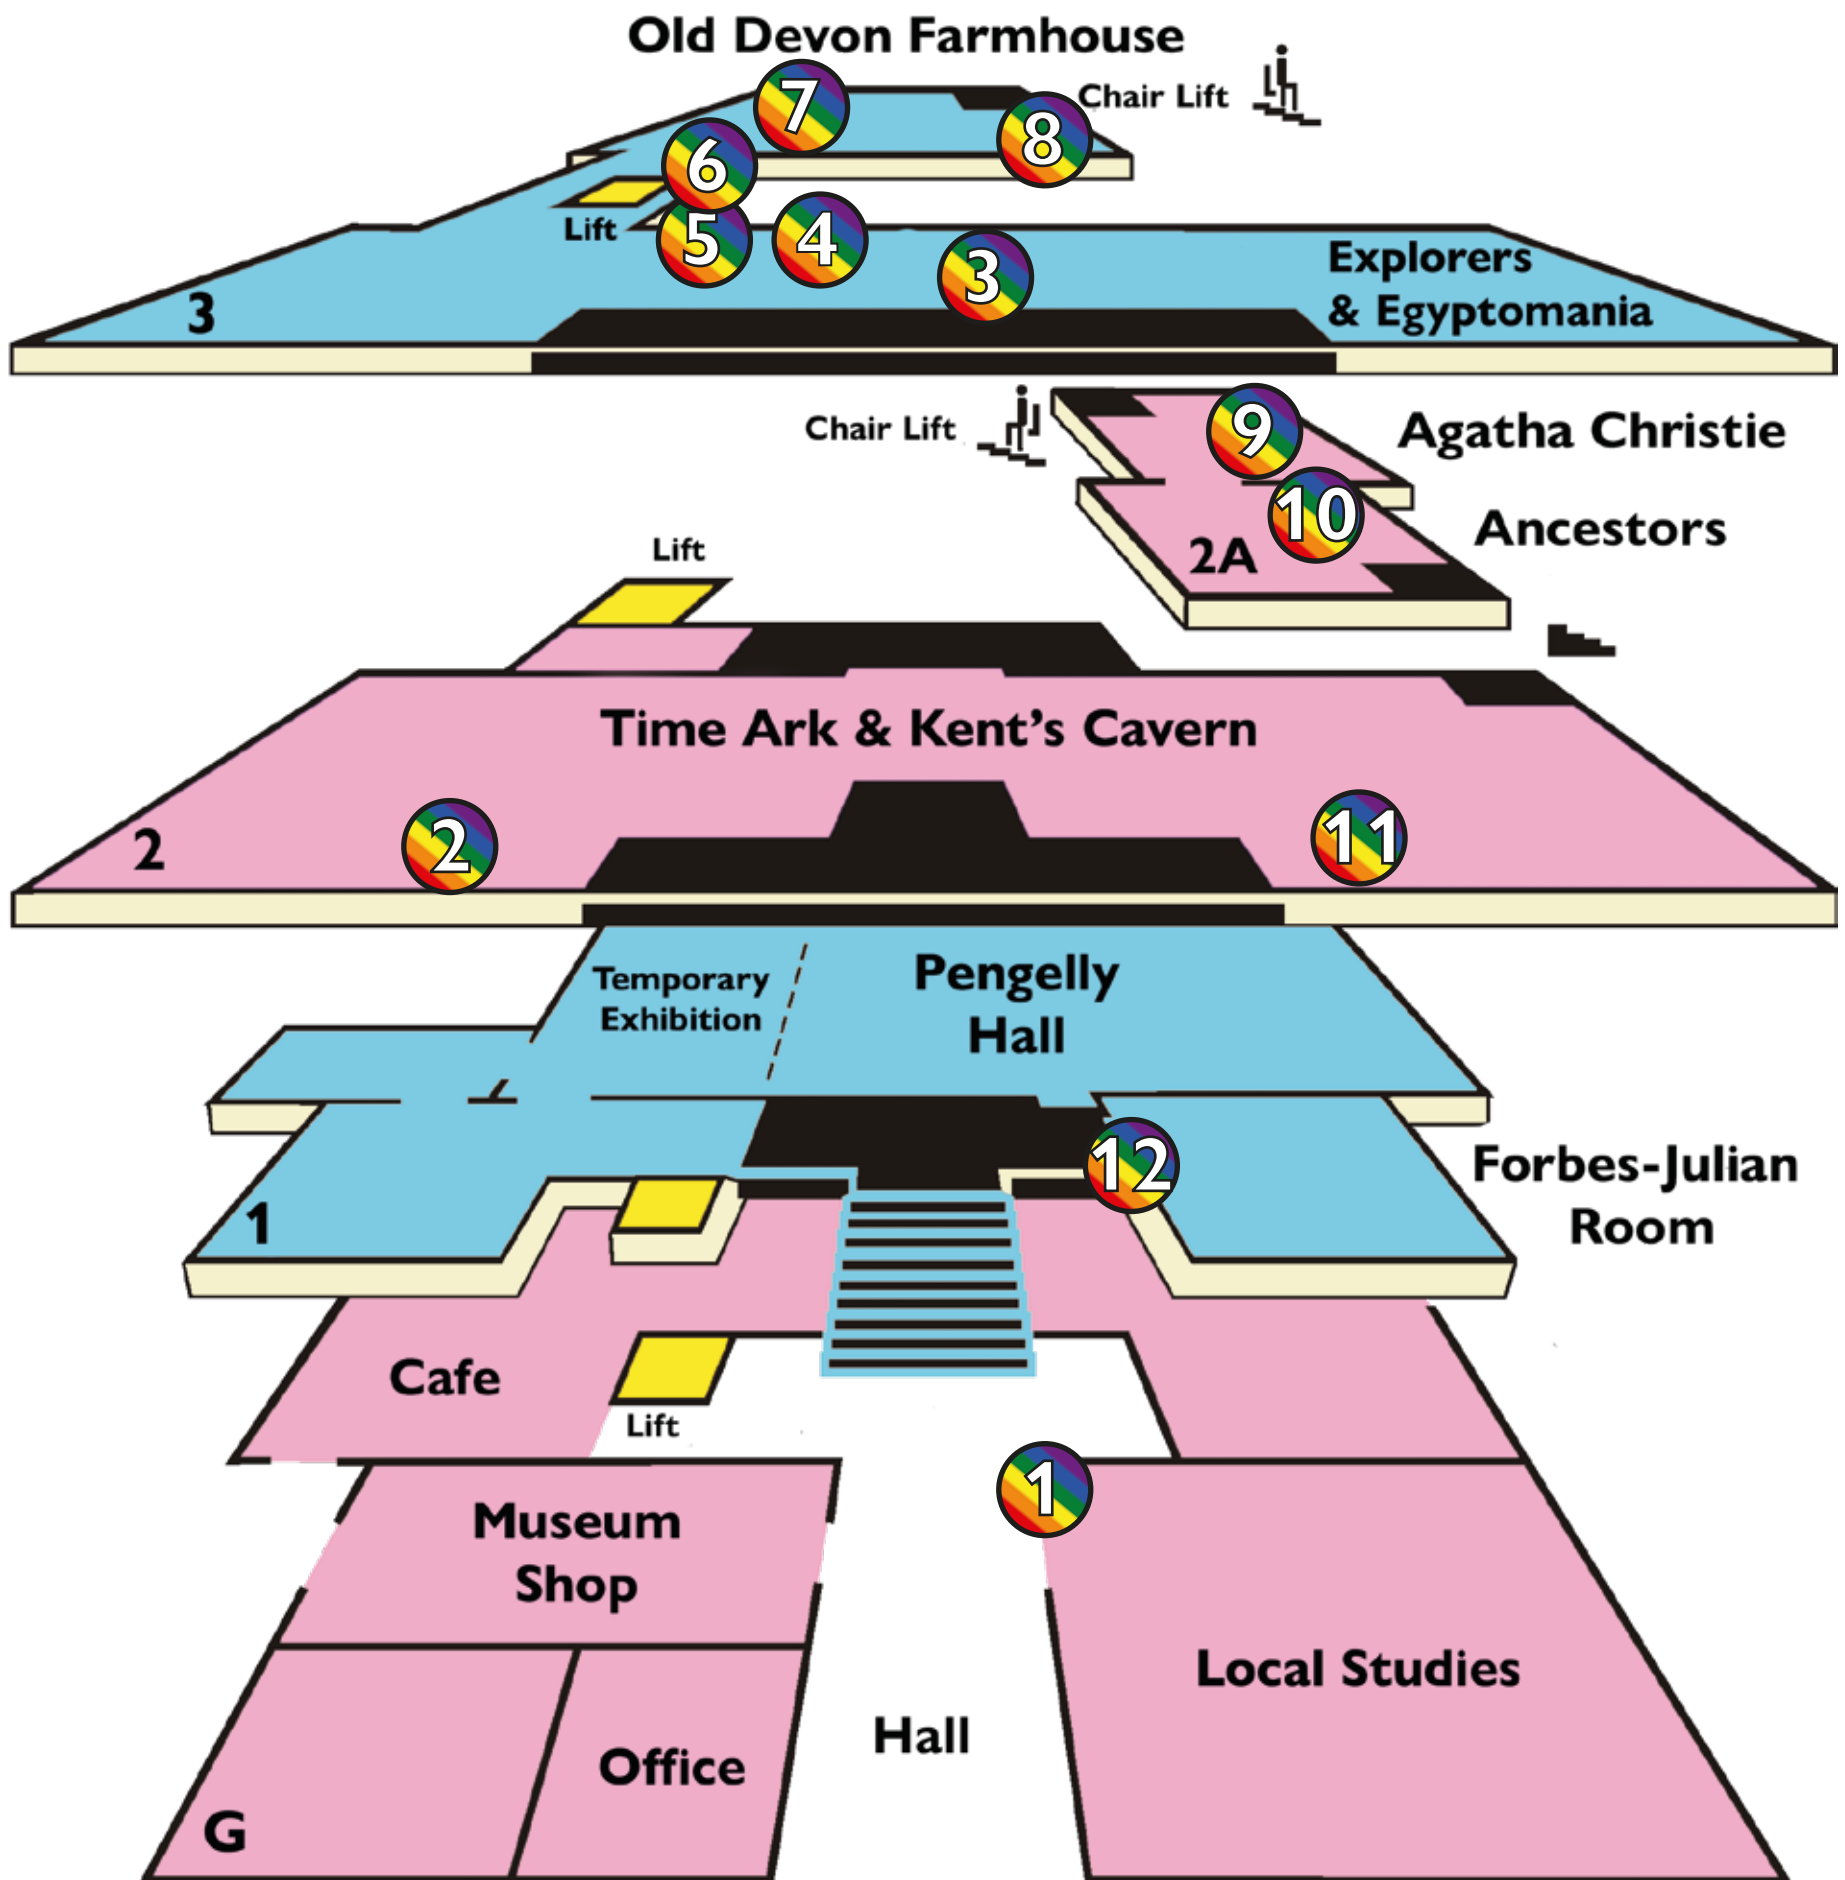 Old Devon Farmhouse
7
Chair Lift
8
6
Lift
5
4
3
Explorers
& Egyptomania
3
Chair Lift
9
Agatha Christie
10
Ancestors
2A
Lift
Time Ark & Kent's Cavern
2
2
11
Temporary
Exhibition
Pengelly
Hall
12
Forbes-Julian
Room
1
Cafe
Lift
1
Museum
Shop
Local Studies
Hall
Office
G